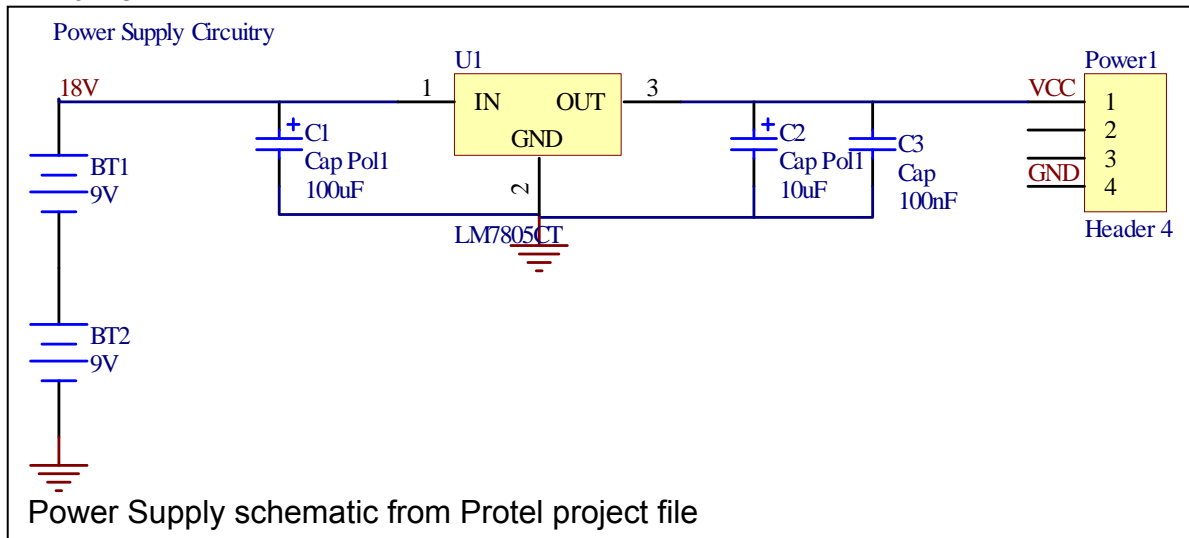 Power Supply Circuitry
18V
BT1
9V
BT2
9V
C1
Cap Pol1
100uF
U1
1
IN
OUT
GND
3
2
LM7805CT
C2
Cap Pol1
10uF
C3
Cap
100nF
Power1
VCC
1
2
3
GND
4
Header 4
Power Supply schematic from Protel project file